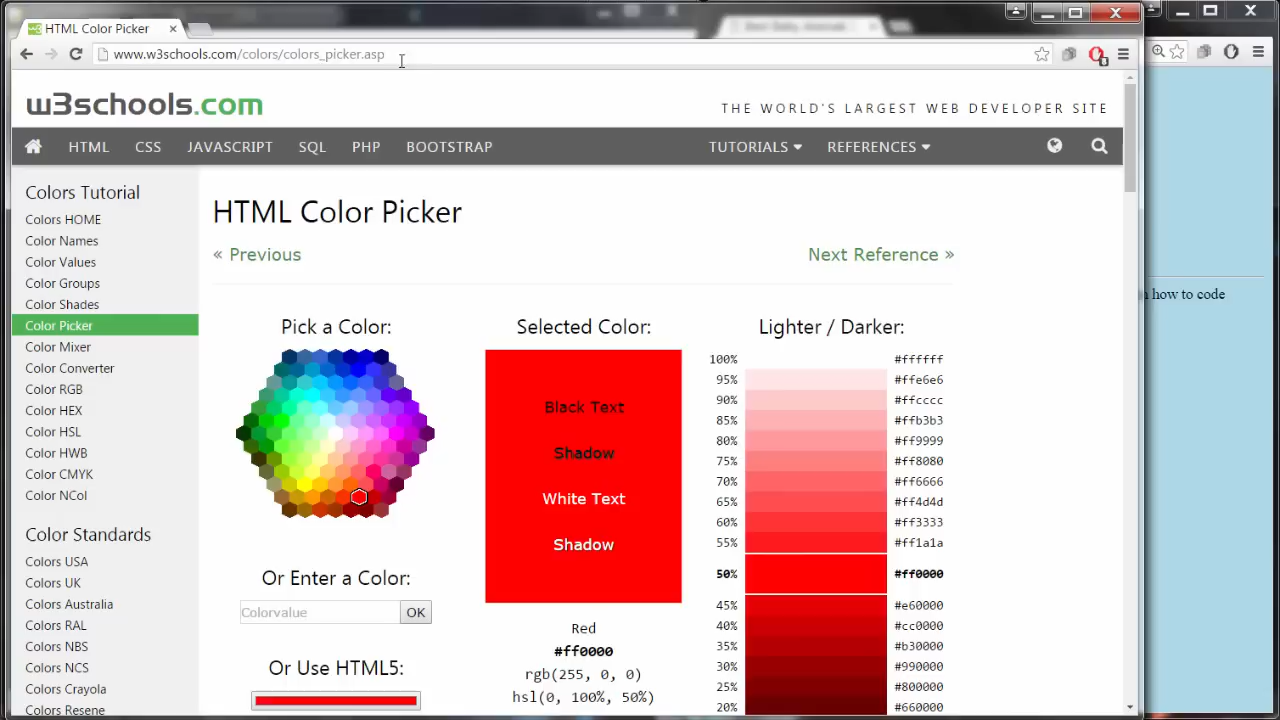 HTML Color Picker
www.w3schools.com/colors/colors_picker.asp
6
w3schools.com
THE WORLD'S LARGEST WEB DEVELOPER SITE
HTML CSS JAVASCRIPT SQL PHP BOOTSTRAP TUTORIALS REFERENCES
Colors Tutorial
Colors HOME
Color Names
Color Values
Color Groups
Color Shades
Color Picker
Color Mixer
Color Converter
Color RGB
Color HEX
Color HSL
Color HWB
Color CMYK
Color NCol
Color Standards
Colors USA
Colors UK
Colors Australia
Colors RAL
Colors NBS
Colors NCS
Colors Crayola
Colors Resene
HTML Color Picker
« Previous
Next Reference »
Pick a Color:
Or Enter a Color:
Colorvalue OK
Or Use HTML5:
Selected Color:
Black Text
Shadow
White Text
Shadow
Red
#ff0000
rgb(255, 0, 0)
hsl(0, 100%, 50%)
Lighter / Darker:
100% #ffffff
95% #ffe6e6
90% #ffcccc
85% #ffb3b3
80% #ff9999
75% #ff8080
70% #ff6666
65% #ff4d4d
60% #ff3333
55% #ff1a1a
50% #ff0000
45% #e60000
40% #cc0000
35% #b30000
30% #990000
25% #800000
20% #660000
how to code